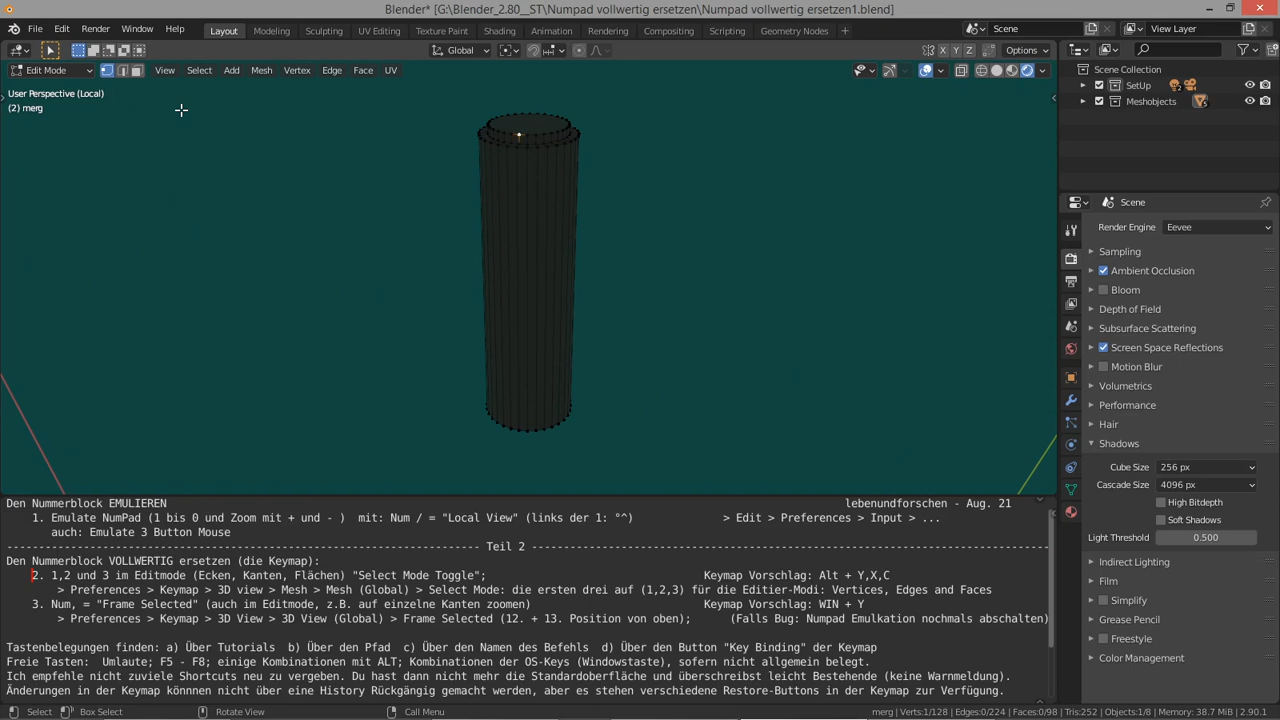 Blender* [G:\Blender_2.80__ST\Numpad vollwertig ersetzen\Numpad vollwertig ersetzen1.blend]
File Edit Render Window Help
Layout Modeling Sculpting UV Editing Texture Paint Shading Animation Rendering Compositing Scripting Geometry Nodes +
Scene
View Layer
Global
Options
Edit Mode View Select Add Mesh Vertex Edge Face UV
X Y Z
User Perspective (Local)
(2) merg
Scene Collection
SetUp 2
Meshobjects 5
Scene
Render Engine Eevee
Sampling
Ambient Occlusion
Bloom
Depth of Field
Subsurface Scattering
Screen Space Reflections
Motion Blur
Volumetrics
Performance
Hair
Shadows
Cube Size 256 px
Cascade Size 4096 px
High Bitdepth
Soft Shadows
Light Threshold 0.500
Indirect Lighting
Film
Simplify
Grease Pencil
Freestyle
Color Management
Den Nummerblock EMULIEREN lebenundforschen - Aug. 21
1. Emulate NumPad (1 bis 0 und Zoom mit + und - ) mit: Num / = "Local View" (links der 1: °^) > Edit > Preferences > Input > ...
auch: Emulate 3 Button Mouse
Teil 2
Den Nummerblock VOLLWERTIG ersetzen (die Keymap):
2. 1,2 und 3 im Editmode (Ecken, Kanten, Flächen) "Select Mode Toggle"; Keymap Vorschlag: Alt + Y,X,C
> Preferences > Keymap > 3D view > Mesh > Mesh (Global) > Select Mode: die ersten drei auf (1,2,3) für die Editier-Modi: Vertices, Edges and Faces
3. Num, = "Frame Selected" (auch im Editmode, z.B. auf einzelne Kanten zoomen) Keymap Vorschlag: WIN + Y
> Preferences > Keymap > 3D View > 3D View (Global) > Frame Selected (12. + 13. Position von oben); (Falls Bug: Numpad Emulkation nochmals abschalten)
Tastenbelegungen finden: a) Über Tutorials b) Über den Pfad c) Über den Namen des Befehls d) Über den Button "Key Binding" der Keymap
Freie Tasten: Umlaute; F5 - F8; einige Kombinationen mit ALT; Kombinationen der OS-Keys (Windowstaste), sofern nicht allgemein belegt.
Ich empfehle nicht zuviele Shortcuts neu zu vergeben. Du hast dann nicht mehr die Standardoberfläche und überschreibst leicht Bestehende (keine Warnmeldung).
Änderungen in der Keymap könnnen nicht über eine History Rückgängig gemacht werden, aber es stehen verschiedene Restore-Buttons in der Keymap zur Verfügung.
Select Box Select Rotate View Call Menu merg | Verts:1/128 | Edges:0/224 | Faces:0/98 | Tris:252 | Objects:1/8 | Memory: 38.7 MiB | 2.90.1